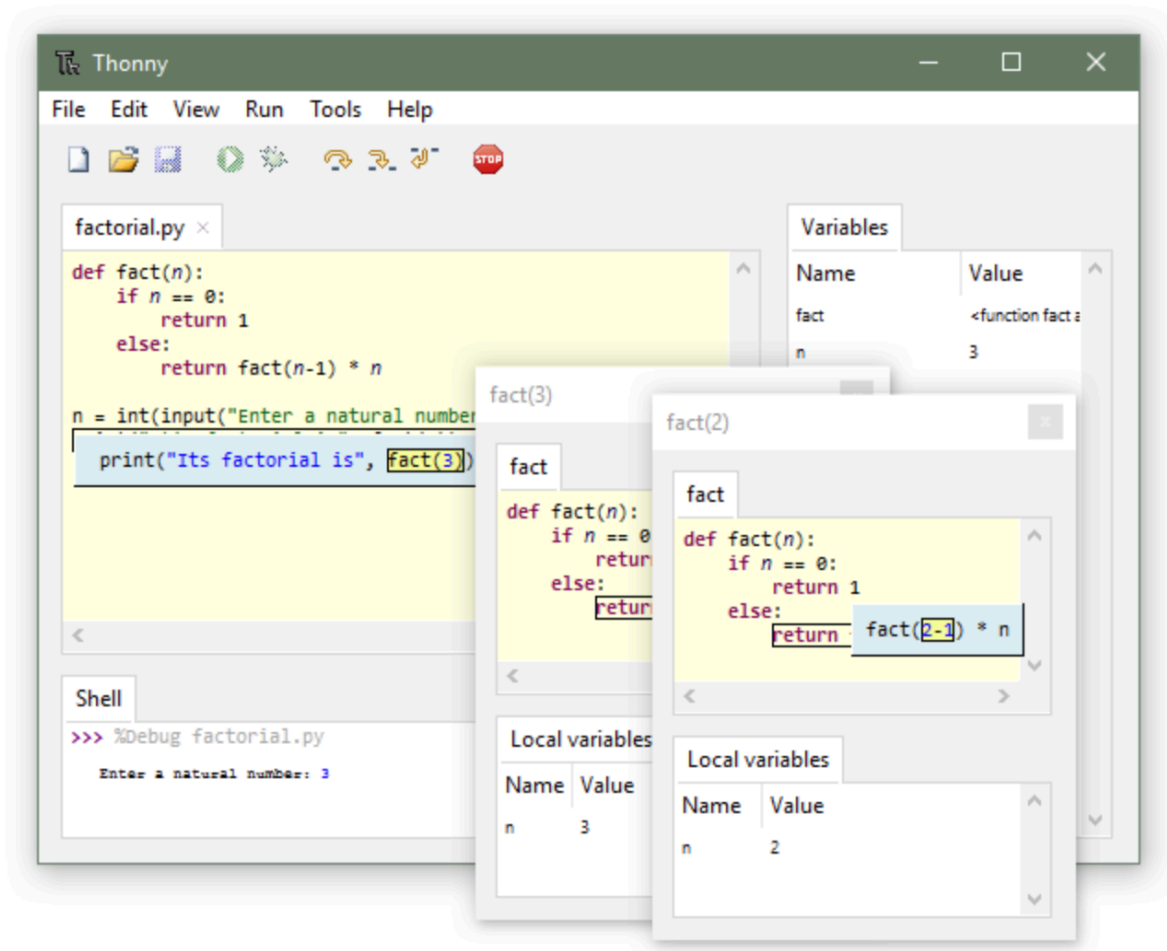 Thonny
File Edit View Run Tools Help
STOP
factorial.py
def fact(n):
    if n == 0:
        return 1
    else:
        return fact(n-1) * n
n = int(input("Enter a natural number
print("Its factorial is", fact(3))
Shell
>>> %Debug factorial.py
Enter a natural number: 3
Variables
Name Value
fact <function fact a
n 3
fact(3)
fact
def fact(n):
    if n == 0
        retur
    else:
        retur
Local variables
Name Value
n 3
fact(2)
fact
def fact(n):
    if n == 0:
        return 1
    else:
        return fact(2-1) * n
Local variables
Name Value
n 2